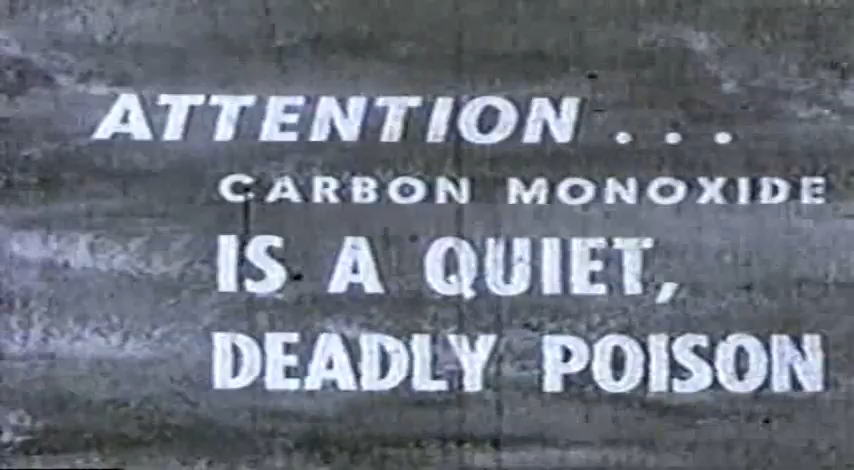 ATTENTION . . .
CARBON MONOXIDE
IS A QUIET,
DEADLY POISON